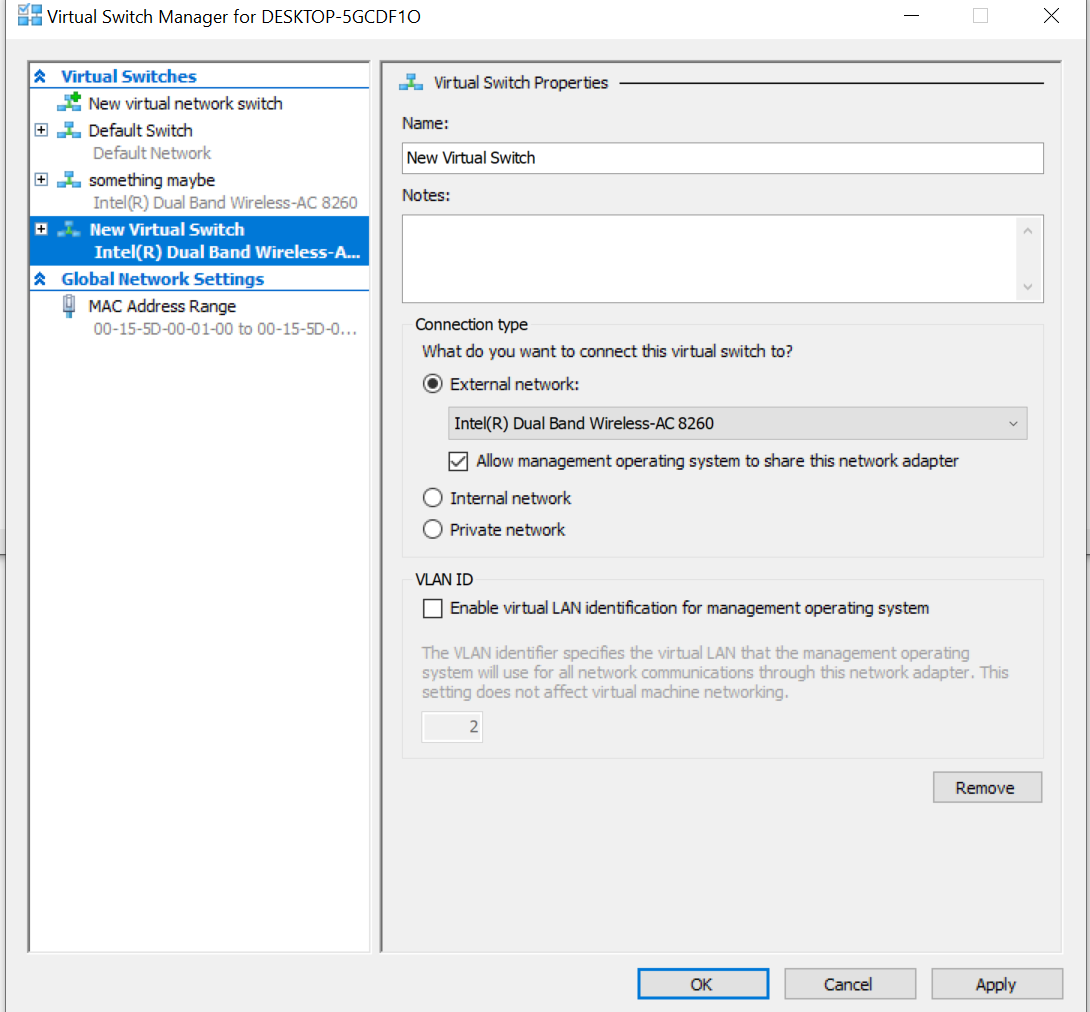 Virtual Switch Manager for DESKTOP-5GCDF1O
Virtual Switches
New virtual network switch
Default Switch
Default Network
something maybe
Intel(R) Dual Band Wireless-AC 8260
New Virtual Switch
Intel(R) Dual Band Wireless-A...
Global Network Settings
MAC Address Range
00-15-5D-00-01-00 to 00-15-5D-0...
Virtual Switch Properties
Name:
New Virtual Switch
Notes:
Connection type
What do you want to connect this virtual switch to?
External network:
Intel(R) Dual Band Wireless-AC 8260
Allow management operating system to share this network adapter
Internal network
Private network
VLAN ID
Enable virtual LAN identification for management operating system
The VLAN identifier specifies the virtual LAN that the management operating
system will use for all network communications through this network adapter. This
setting does not affect virtual machine networking.
2
Remove
OK
Cancel
Apply